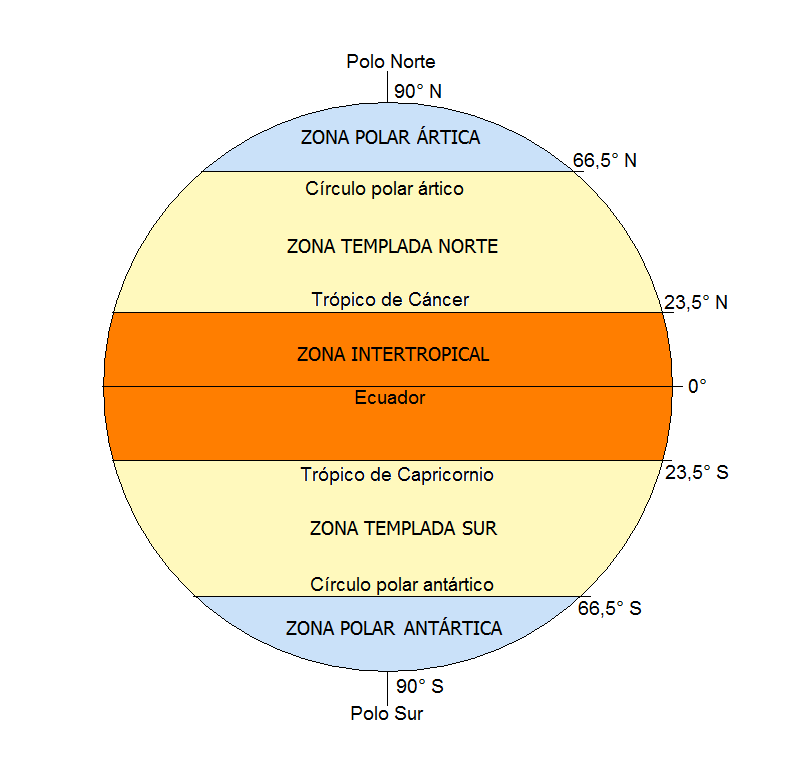 Polo Norte
90° N
ZONA POLAR ÁRTICA
66,5° N
Círculo polar ártico
ZONA TEMPLADA NORTE
Trópico de Cáncer
23,5° N
ZONA INTERTROPICAL
0°
Ecuador
Trópico de Capricornio
23,5° S
ZONA TEMPLADA SUR
Círculo polar antártico
66,5° S
ZONA POLAR ANTÁRTICA
90° S
Polo Sur